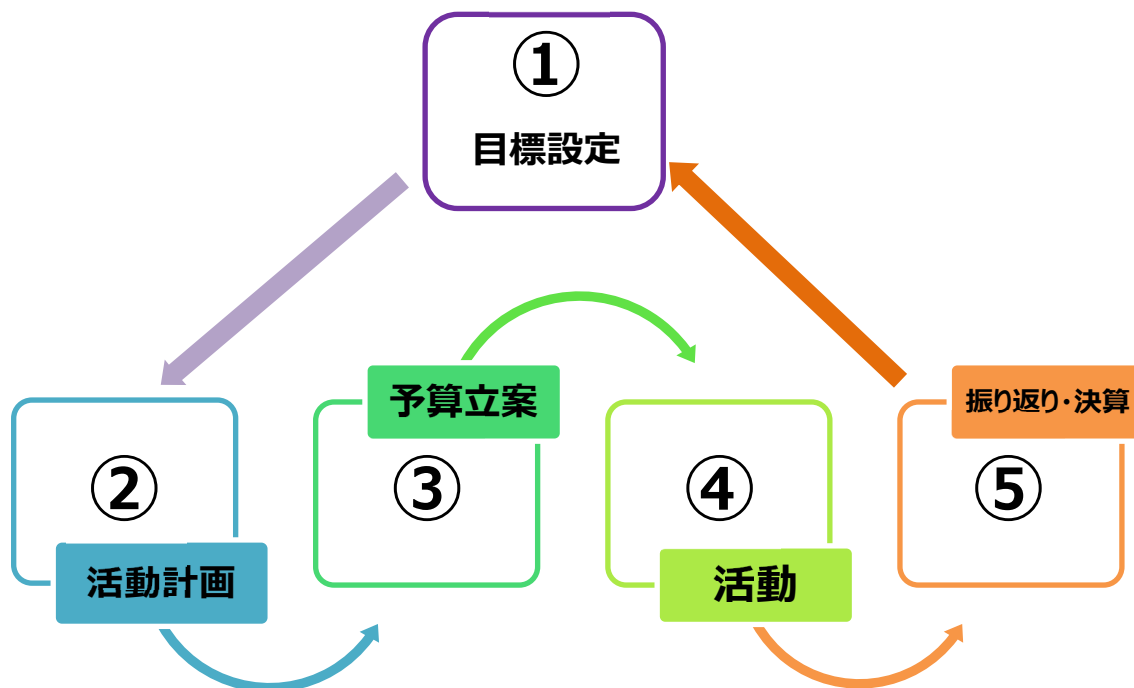 ①
目標設定
②
活動計画
予算立案
③
④
活動
振り返り・決算
⑤